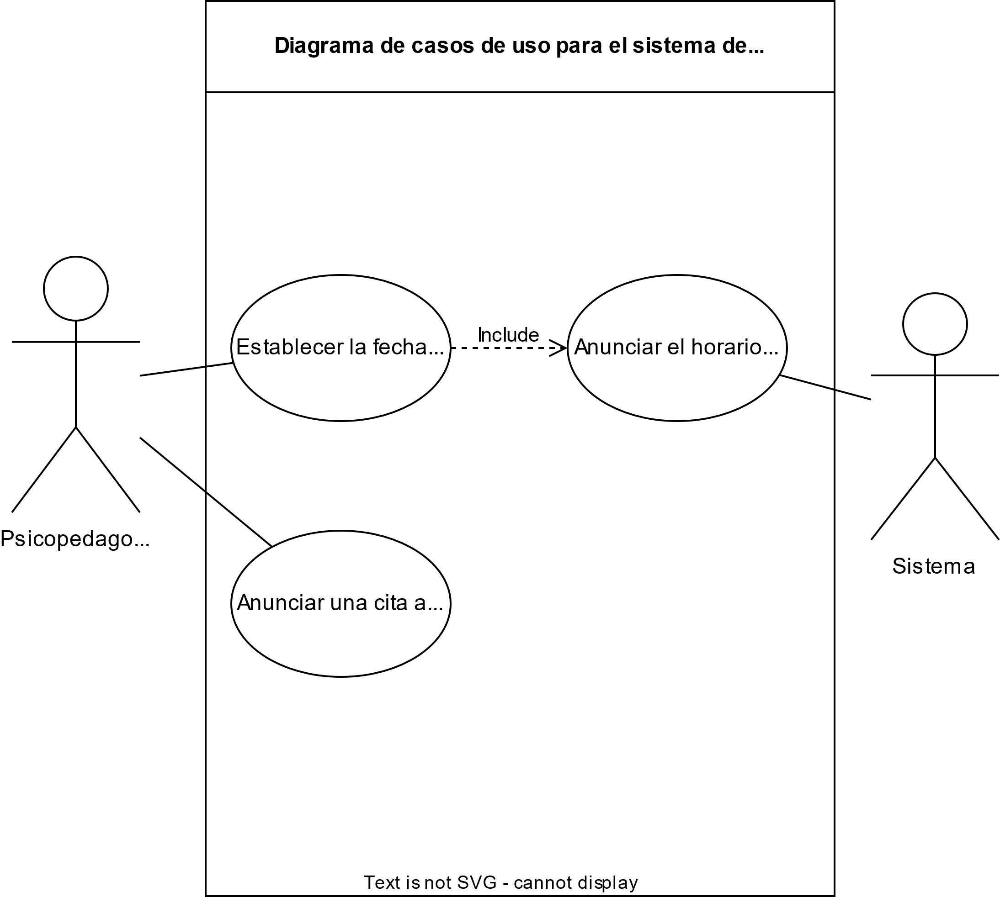 Diagrama de casos de uso para el sistema de...
Establecer la fecha...
Include
Anunciar el horario...
Psicopedago...
Sistema
Anunciar una cita a...
Text is not SVG - cannot display